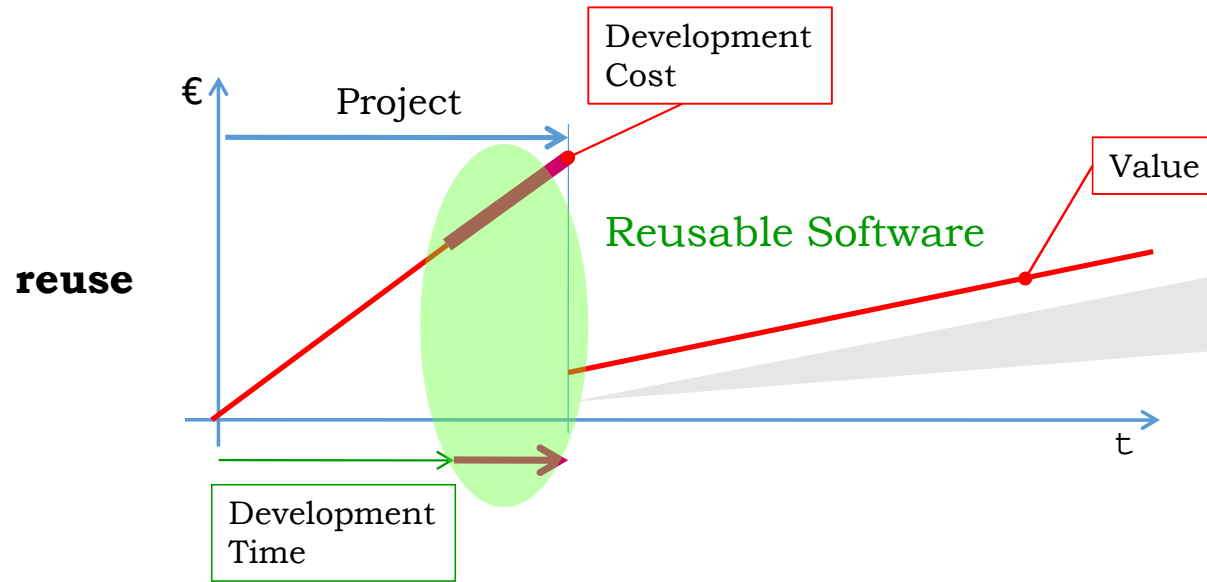 Development
Cost
€
Project
Value
Reusable Software
reuse
t
Development
Time